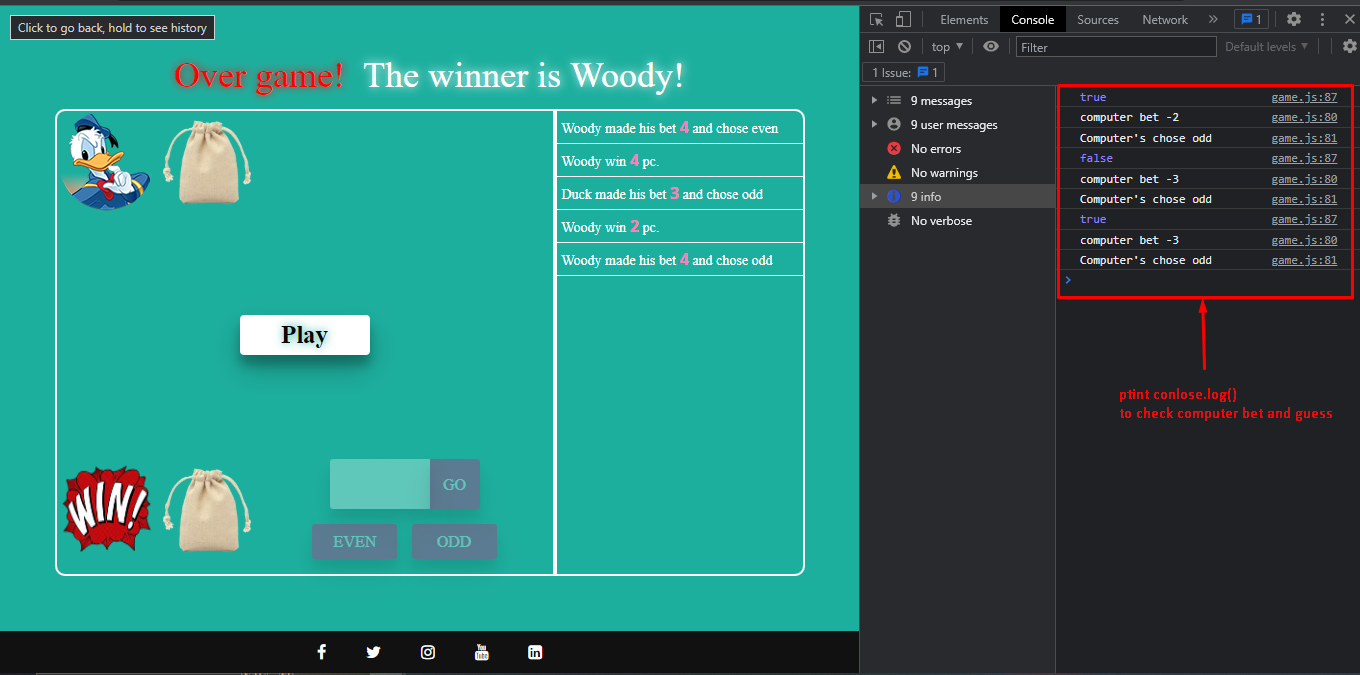 Click to go back, hold to see history
Over game! The winner is Woody!
Woody made his bet 4 and chose even
Woody win 4 pc.
Duck made his bet 3 and chose odd
Woody win 2 pc.
Woody made his bet 4 and chose odd
Play
WIN!
GO
EVEN ODD
You
Tube
Elements Console Sources Network » 1
top ▼ Filter Default levels ▼
1 Issue: 1
9 messages
9 user messages
No errors
No warnings
9 info
No verbose
true game.js:87
computer bet -2 game.js:80
Computer's chose odd game.js:81
false game.js:87
computer bet -3 game.js:80
Computer's chose odd game.js:81
true game.js:87
computer bet -3 game.js:80
Computer's chose odd game.js:81
ptint conlose.log()
to check computer bet and guess